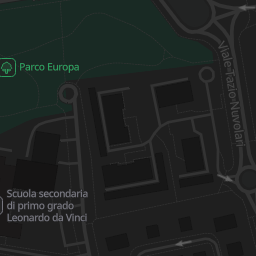 Parco Europa
Viale Tazio Nuvolari
Scuola secondaria
di primo grado
Leonardo da Vinci